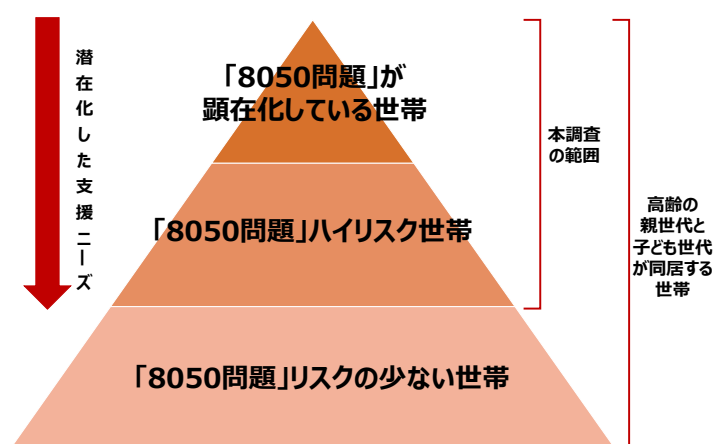 潜在化した支援ニーズ
「8050問題」が
顕在化している世帯
「8050問題」ハイリスク世帯
「8050問題」リスクの少ない世帯
本調査
の範囲
高齢の
親世代と
子ども世代
が同居する
世帯